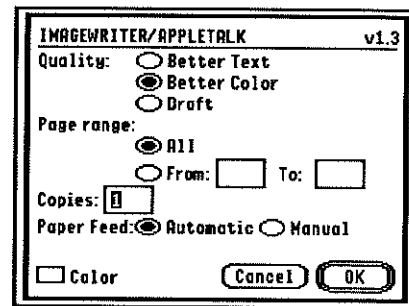 IMAGEWRITER/APPLETALK v1.3
Quality: Better Text
Better Color
Draft
Page range:
All
From: To:
Copies: 1
Paper Feed: Automatic Manual
Color Cancel OK